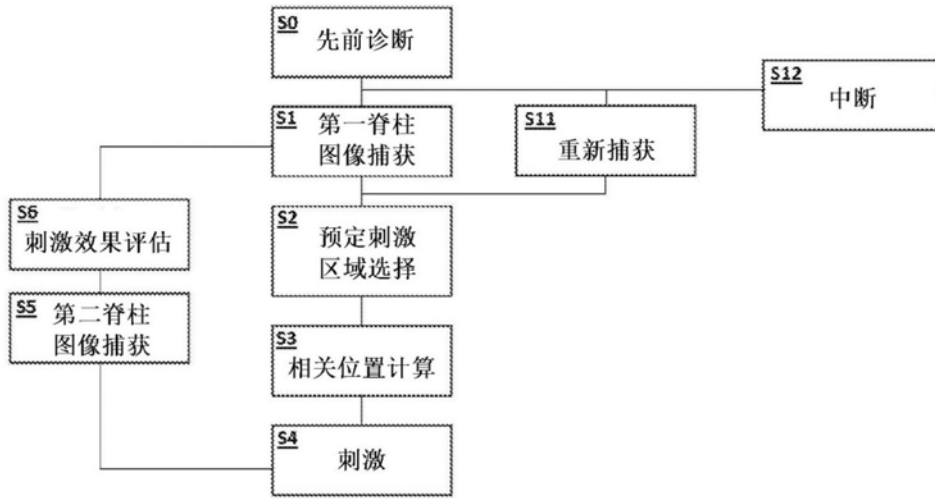 S0
先前诊断
S12
中断
S1
第一脊柱
图像捕获
S11
重新捕获
S6
刺激效果评估
S2
预定刺激
区域选择
S5
第二脊柱
图像捕获
S3
相关位置计算
S4
刺激